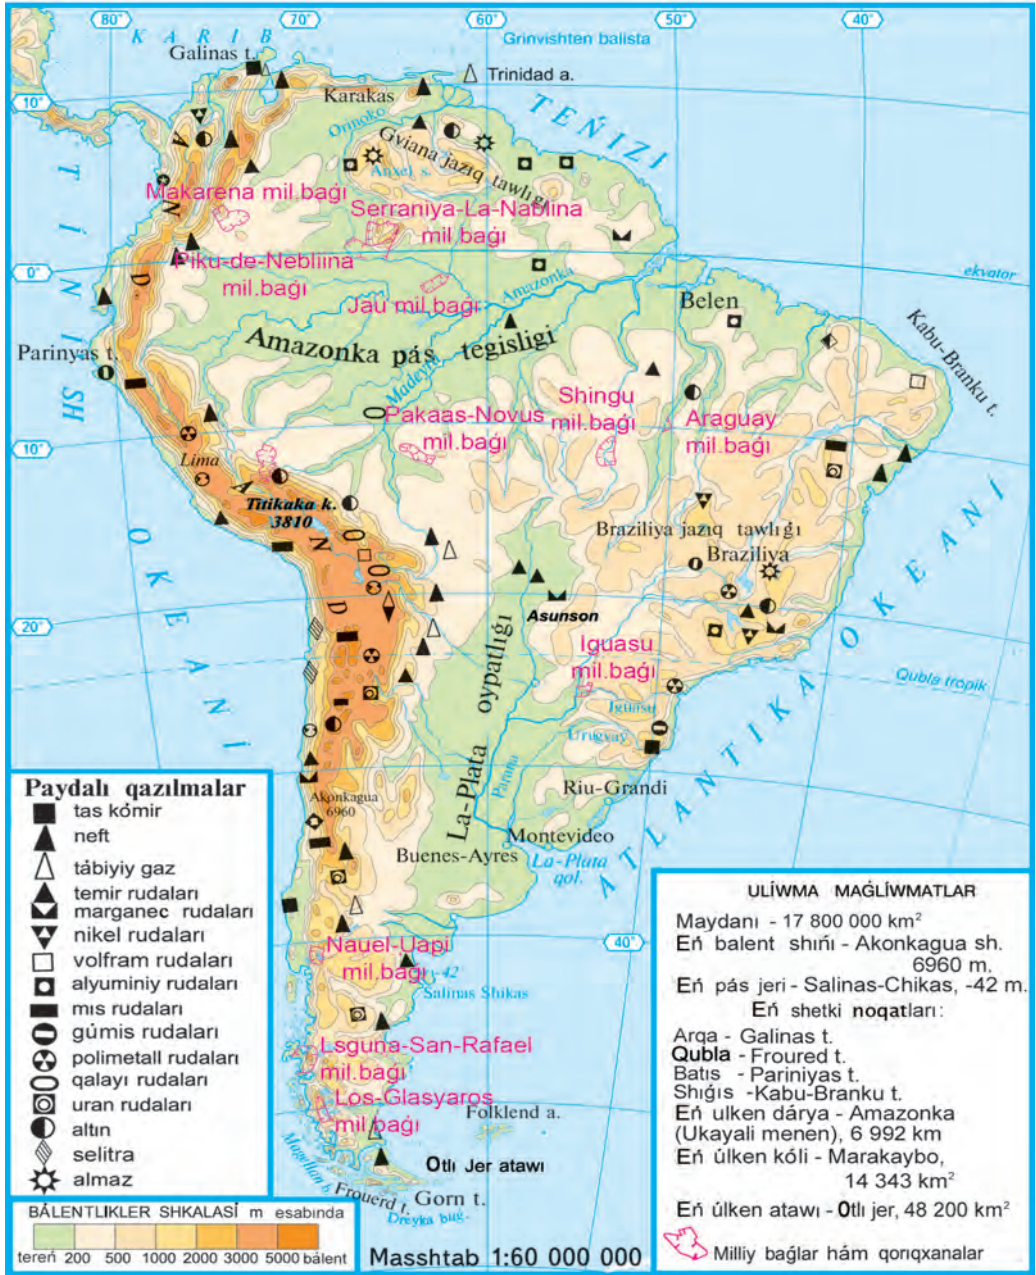 80°
70°
60°
50°
40°
KARIB
TEŃIZI
Grinvishten balista
Galinas t.
Trinidad a.
10°
Karakas
Orinoko
Gviana jazıq tawlıǵı
Anxel s.
Makarena mil.baǵı
Serraniya-La-Nablina
mil.baǵı
TÍNÍSH
Piku-de-Nebliina
mil.baǵı
0°
ekvator
Jau mil.baǵı
Amazonka
Belen
Kabu-Branku t.
Parinyas t.
Amazonka pás tegisligi
Madeyra
Pakaas-Novus
mil.baǵı
Shingu
mil.baǵı
Araguay
mil.baǵı
10°
Lima
Titikaka k.
3810
ANDA
AND
Braziliya jazıq tawlıǵı
Braziliya
OKEANÍ
20°
Asunson
Iguasu
mil.baǵı
Qubla tropik
Iguasu
Urugvay
Parana
La-Plata oypatlıǵı
ATLANTIKA OKEANÍ
Riu-Grandi
Akonkagua
6960
Montevideo
Buenes-Ayres
La-Plata
qol.
40°
Nauel-Uapi
mil.baǵı
-42
Salinas Shikas
Lsguna-San-Rafael
mil.baǵı
Los-Glasyaros
mil.baǵı
Folklend a.
Magellan b.
Otlı Jer atawı
Frouerd t.
Gorn t.
Dreyka buǵ.
Paydalı qazılmalar
tas kómir
neft
tábiyiy gaz
temir rudaları
marganec rudaları
nikel rudaları
volfram rudaları
alyuminiy rudaları
mıs rudaları
gúmis rudaları
polimetall rudaları
qalayı rudaları
uran rudaları
altın
selitra
almaz
BÁLENTLIKLER SHKALASÍ m esabında
tereń 200 500 1000 2000 3000 5000 bálent
Masshtab 1:60 000 000
ULÍWMA MAǴLÍWMATLAR
Maydanı - 17 800 000 km²
Eń balent shıńı - Akonkagua sh.
6960 m.
Eń pás jeri - Salinas-Chikas, -42 m.
Eń shetki noqatları:
Arqa - Galinas t.
Qubla - Froured t.
Batıs - Pariniyas t.
Shıǵıs -Kabu-Branku t.
Eń ulken dárya - Amazonka
(Ukayali menen), 6 992 km
Eń úlken kóli - Marakaybo,
14 343 km²
Eń úlken atawı - Otlı jer, 48 200 km²
Milliy baǵlar hám qorıqxanalar